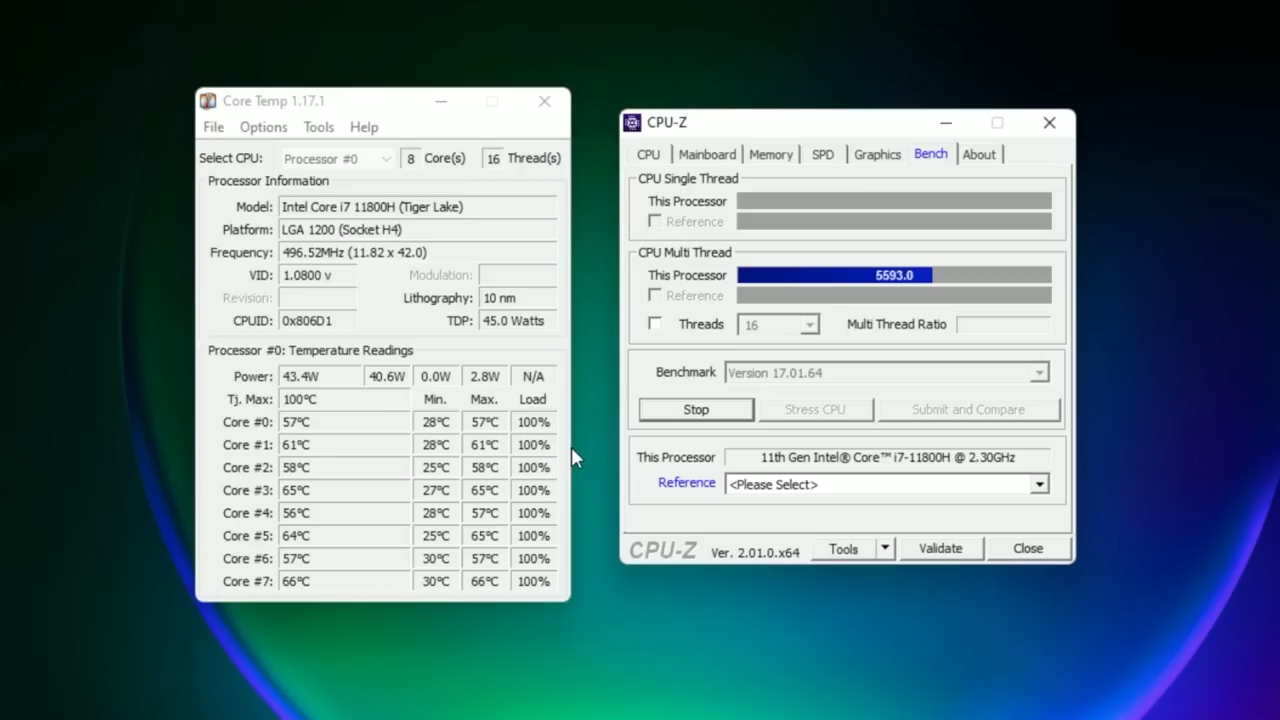 Core Temp 1.17.1
File Options Tools Help
Select CPU: Processor #0 8 Core(s) 16 Thread(s)
Processor Information
Model: Intel Core i7 11800H (Tiger Lake)
Platform: LGA 1200 (Socket H4)
Frequency: 496.52MHz (11.82 x 42.0)
VID: 1.0800 v Modulation:
Revision: Lithography: 10 nm
CPUID: 0x806D1 TDP: 45.0 Watts
Processor #0: Temperature Readings
Power: 43.4W 40.6W 0.0W 2.8W N/A
Tj. Max: 100°C Min. Max. Load
Core #0: 57°C 28°C 57°C 100%
Core #1: 61°C 28°C 61°C 100%
Core #2: 58°C 25°C 58°C 100%
Core #3: 65°C 27°C 65°C 100%
Core #4: 56°C 28°C 57°C 100%
Core #5: 64°C 25°C 65°C 100%
Core #6: 57°C 30°C 57°C 100%
Core #7: 66°C 30°C 66°C 100%
CPU-Z
CPU Mainboard Memory SPD Graphics Bench About
CPU Single Thread
This Processor
Reference
CPU Multi Thread
This Processor 5593.0
Reference
Threads 16 Multi Thread Ratio
Benchmark Version 17.01.64
Stop Stress CPU Submit and Compare
This Processor 11th Gen Intel® Core™ i7-11800H @ 2.30GHz
Reference <Please Select>
CPU-Z Ver. 2.01.0.x64 Tools Validate Close